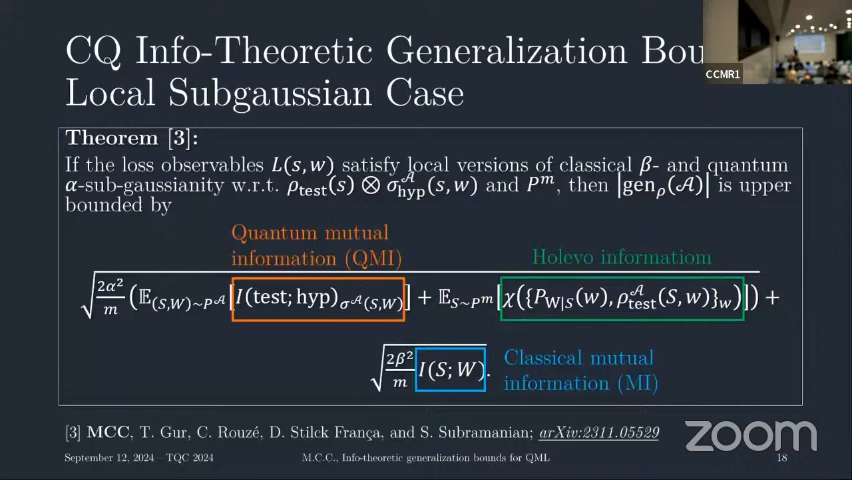 CQ Info-Theoretic Generalization Bou
Local Subgaussian Case
CCMR1
Theorem [3]:
If the loss observables L(s,w) satisfy local versions of classical β- and quantum
α-sub-gaussianity w.r.t. ρ_test(s) ⊗ σ_hyp^𝒜(s,w) and P^m, then |gen_ρ(𝒜)| is upper
bounded by
Quantum mutual
information (QMI)
Holevo informatiom
√(2α²/m (𝔼_(S,W)~P^𝒜[I(test; hyp)_σ^𝒜(S,W)] + 𝔼_S~P^m[χ({P_W|S(w), ρ_test^𝒜(S,w)}_w)])) +
√(2β²/m I(S;W)).
Classical mutual
information (MI)
[3] MCC, T. Gur, C. Rouzé, D. Stilck França, and S. Subramanian; arXiv:2311.05529
zoom
September 12, 2024 – TQC 2024
M.C.C., Info-theoretic generalization bounds for QML
18